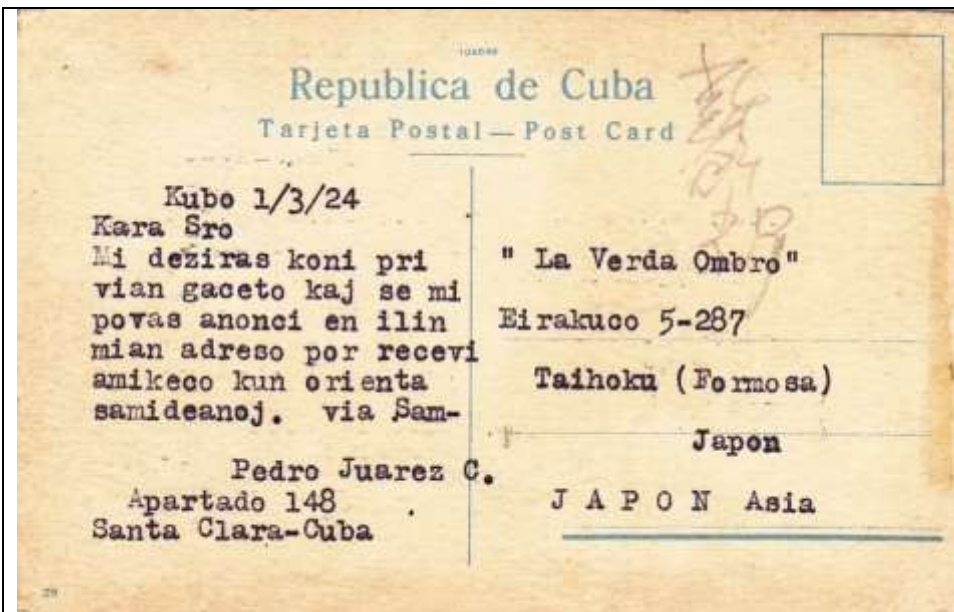 Republica de Cuba
Tarjeta Postal — Post Card
Kubo 1/3/24
Kara Sro
Mi deziras koni pri
vian gaceto kaj se mi
povas anonci en ilin
mian adreso por recevi
amikeco kun orienta
samideanoj. via Sam-
Pedro Juarez C.
Apartado 148
Santa Clara-Cuba
" La Verda Ombro"
Eirakuco 5-287
Taihoku (Formosa)
Japon
J A P O N Asia